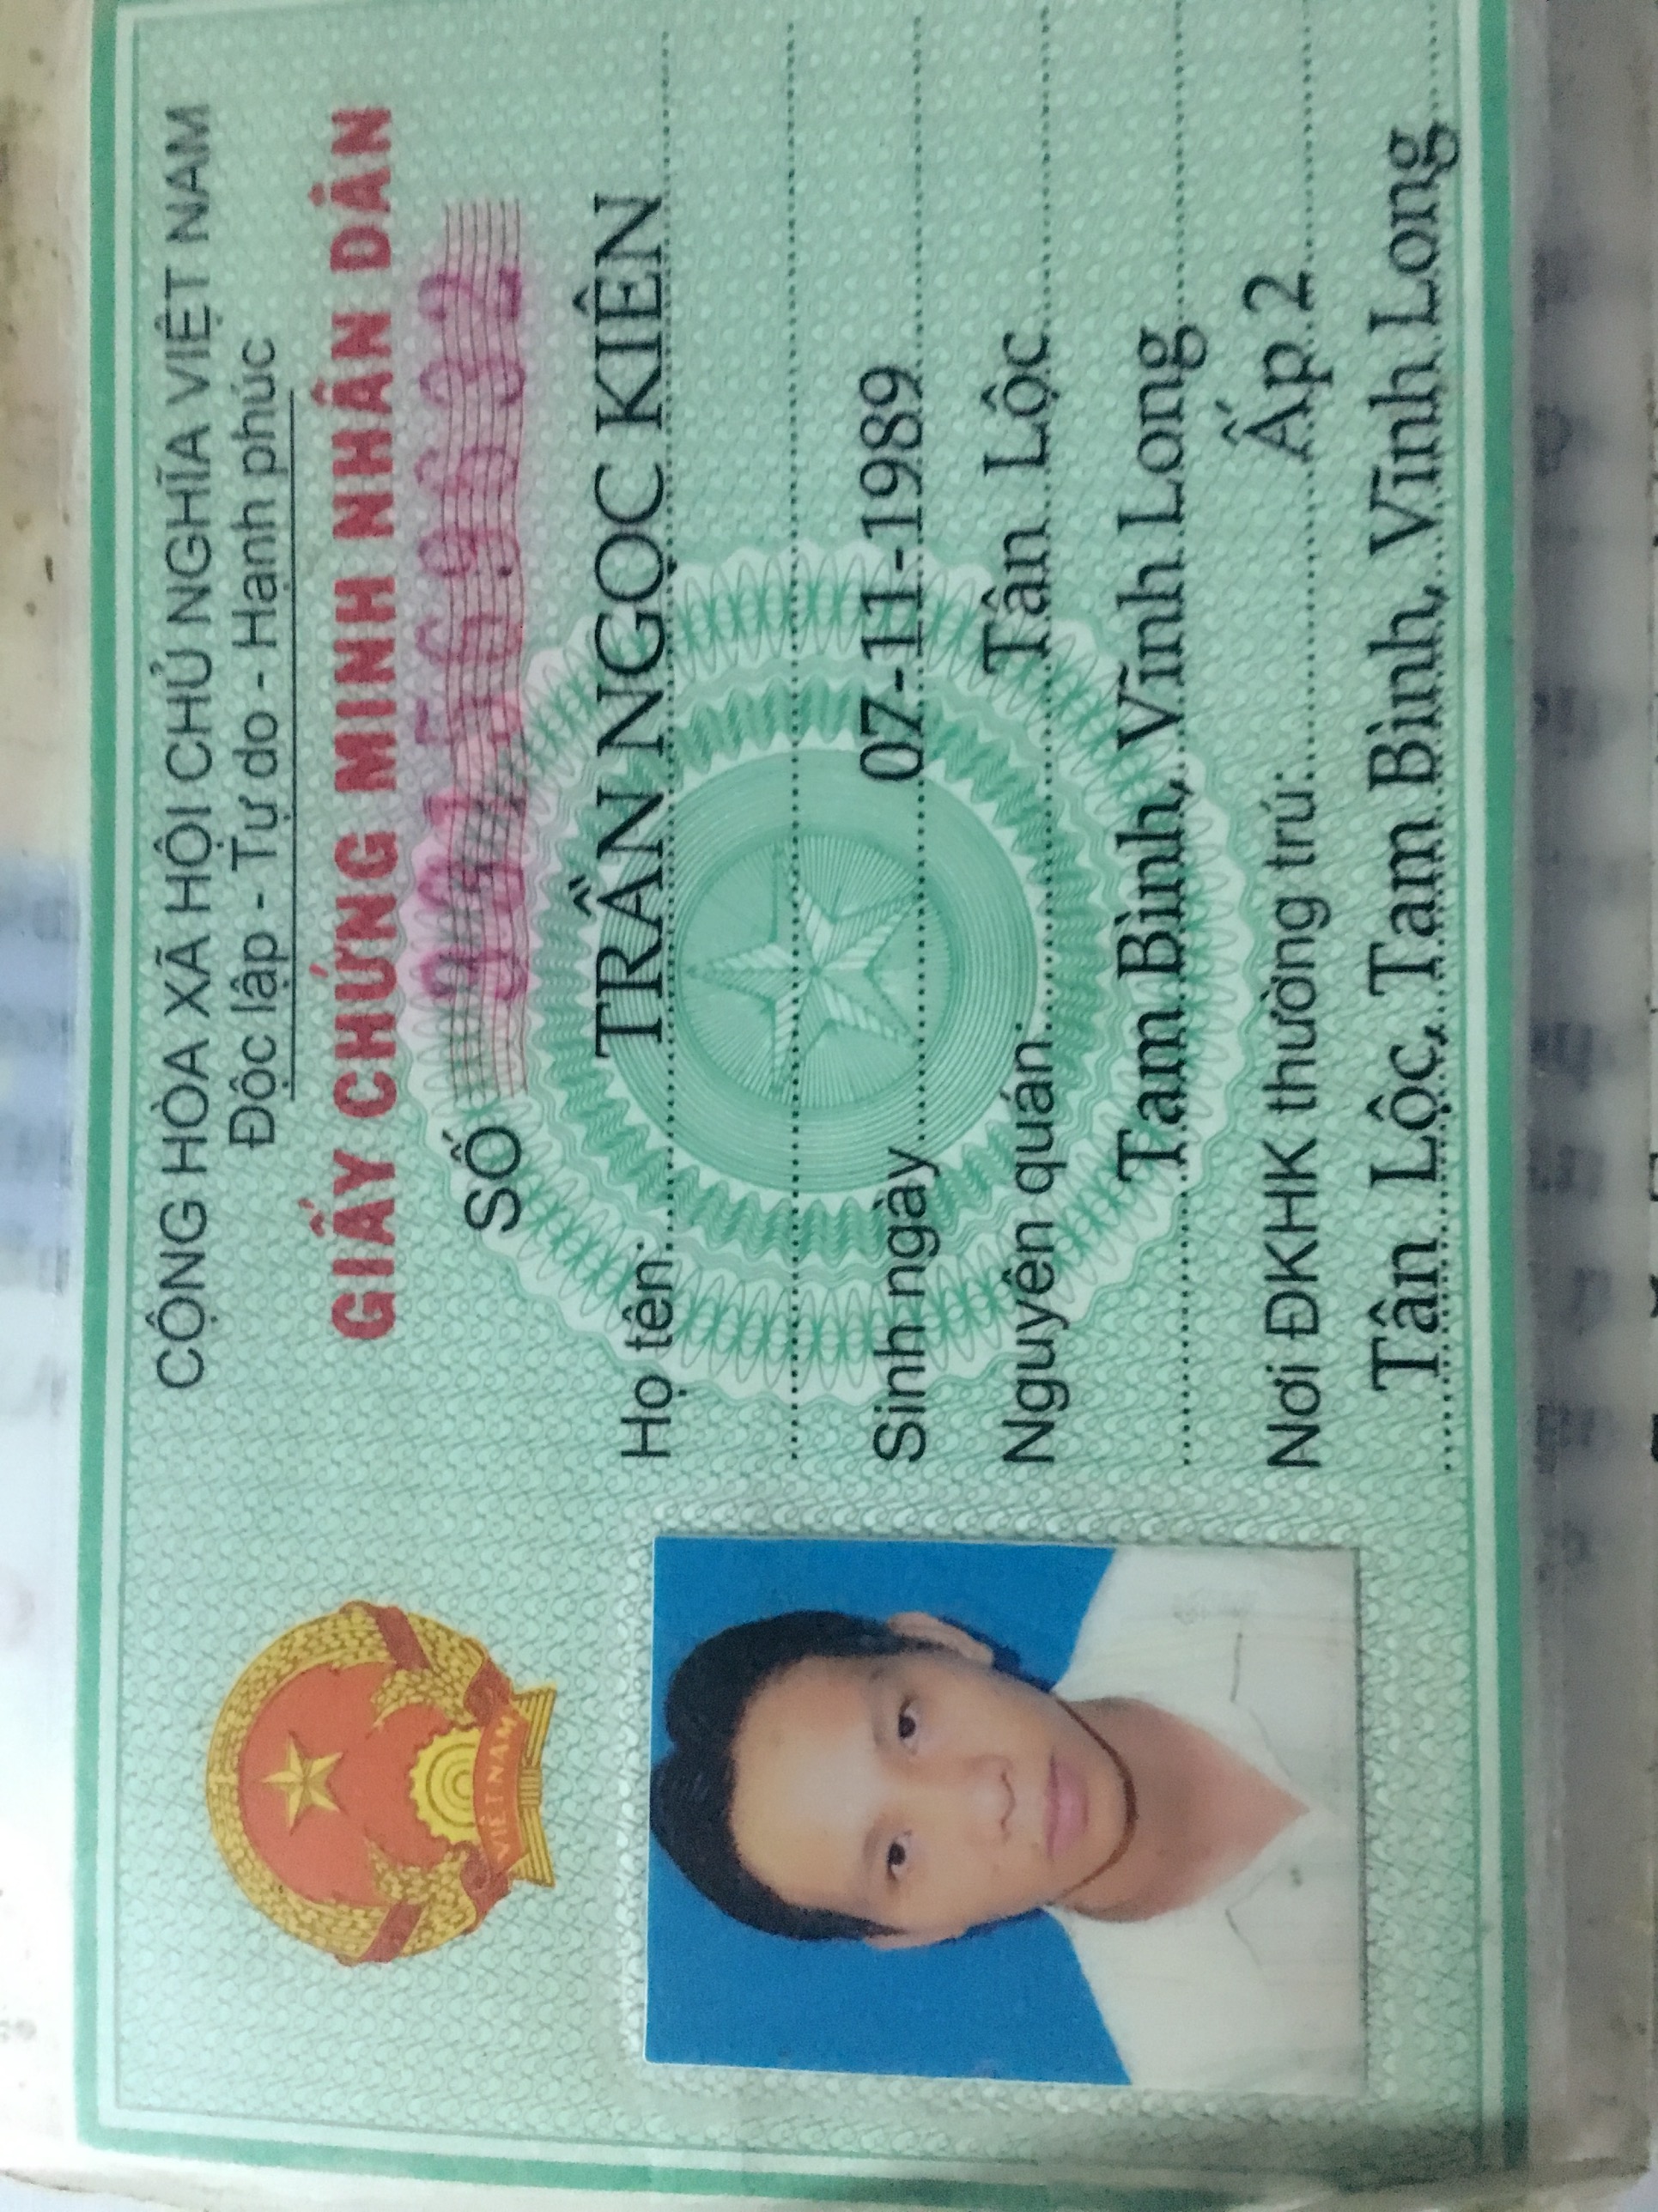 CỘNG HÒA XÃ HỘI CHỦ NGHĨA VIỆT NAM
Độc lập - Tự do - Hạnh phúc
GIẤY CHỨNG MINH NHÂN DÂN
SỐ
Họ tên: TRẦN NGỌC KIÊN
Sinh ngày 07-11-1989
Nguyên quán Tân Lộc
Tam Bình, Vĩnh Long
Nơi ĐKHK thường trú: Ấp 2
Tân Lộc, Tam Bình, Vĩnh Long
VIỆT NAM